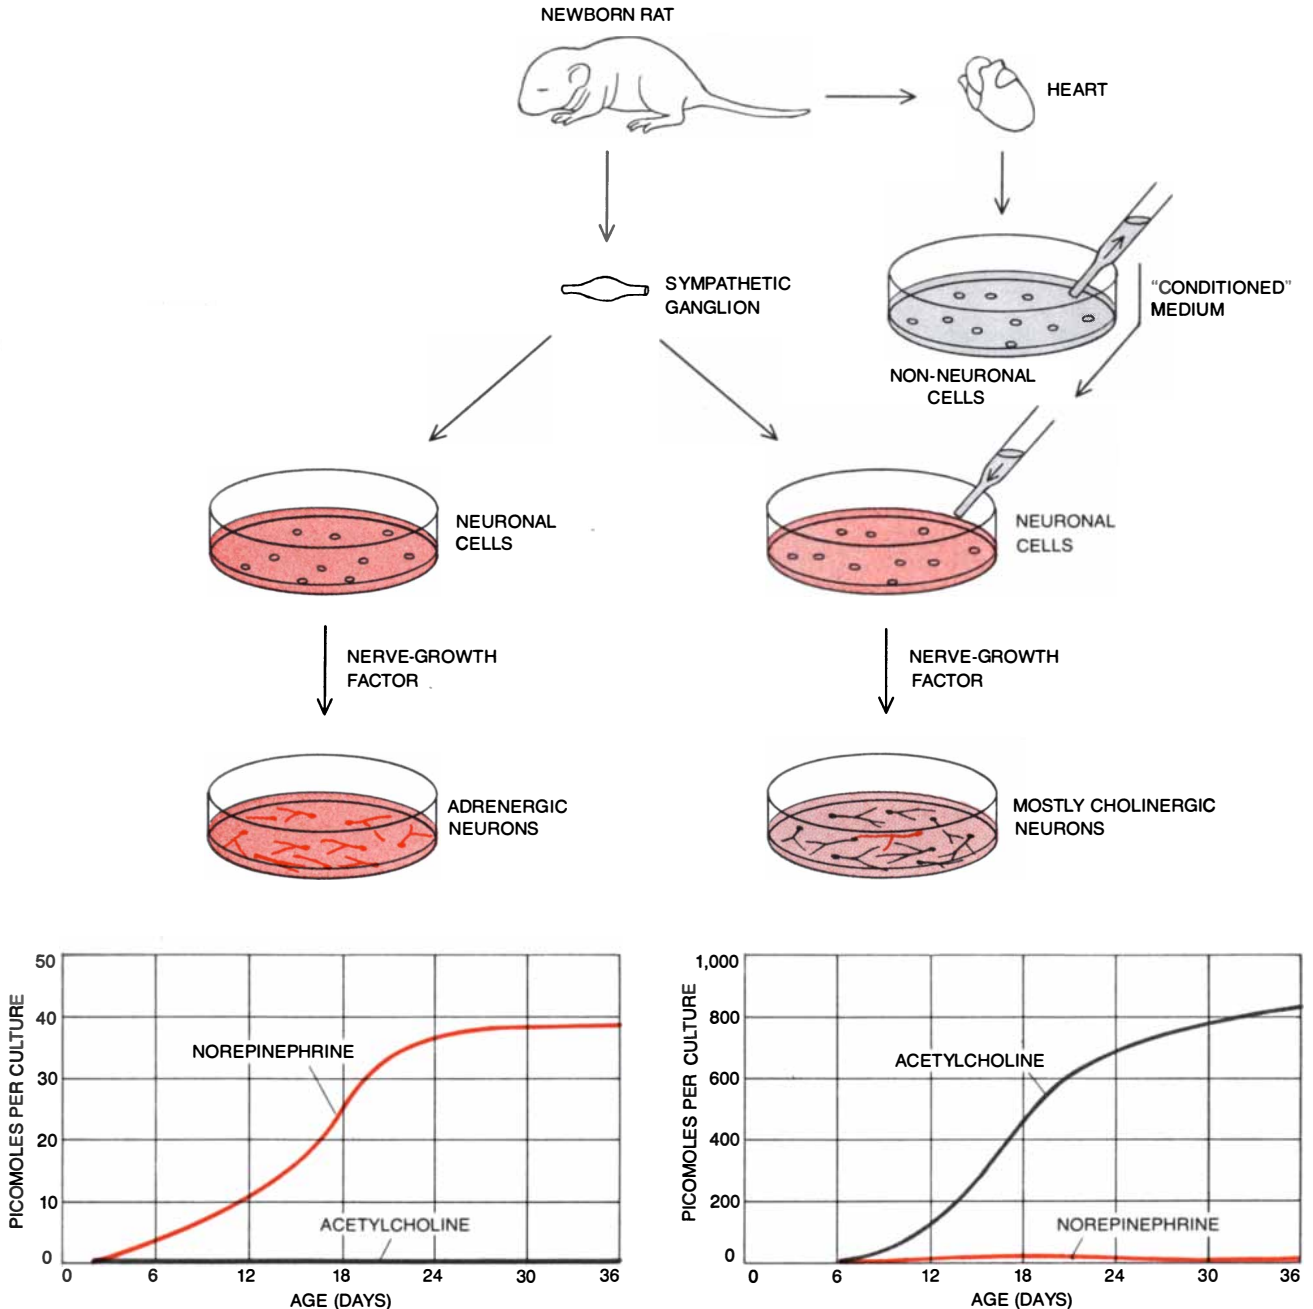 NEWBORN RAT
HEART
SYMPATHETIC
GANGLION
"CONDITIONED"
MEDIUM
NON-NEURONAL
CELLS
NEURONAL
CELLS
NEURONAL
CELLS
NERVE-GROWTH
FACTOR
NERVE-GROWTH
FACTOR
ADRENERGIC
NEURONS
MOSTLY CHOLINERGIC
NEURONS
PICOMOLES PER CULTURE
50
40
30
20
10
0
NOREPINEPHRINE
ACETYLCHOLINE
0 6 12 18 24 30 36
AGE (DAYS)
PICOMOLES PER CULTURE
1,000
800
600
400
200
0
ACETYLCHOLINE
NOREPINEPHRINE
0 6 12 18 24 30 36
AGE (DAYS)